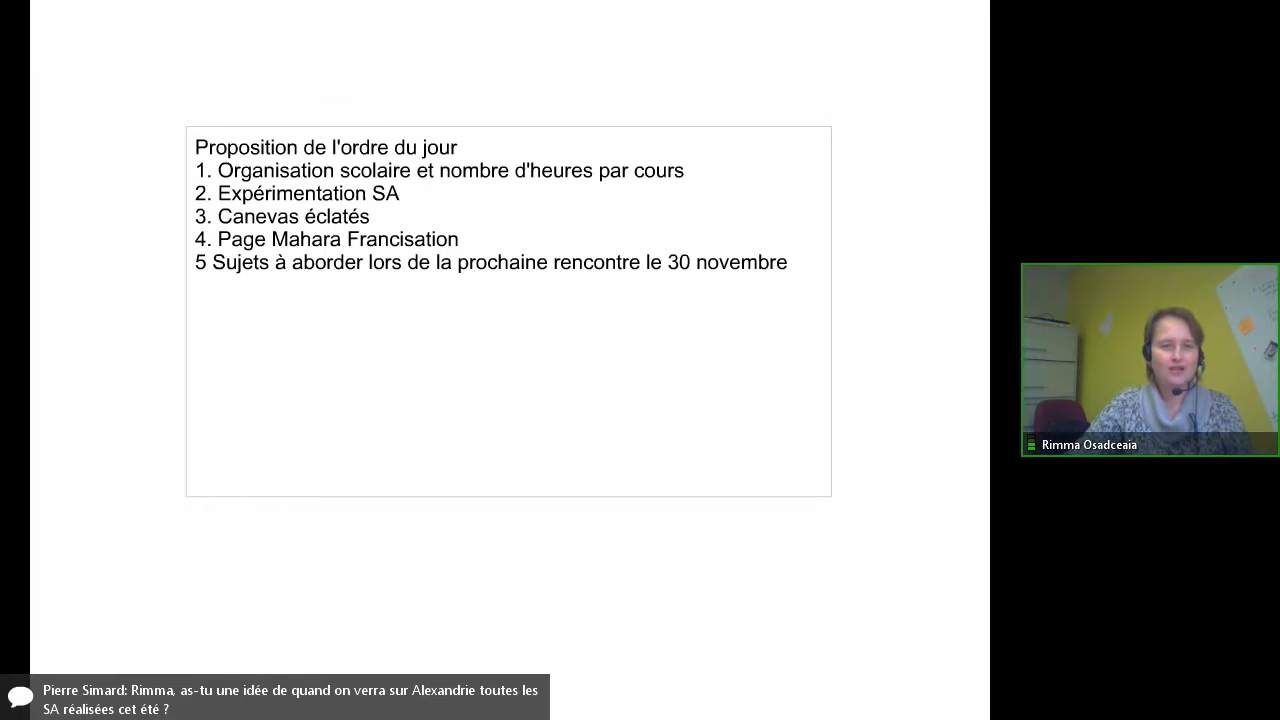 Proposition de l'ordre du jour
1. Organisation scolaire et nombre d'heures par cours
2. Expérimentation SA
3. Canevas éclatés
4. Page Mahara Francisation
5 Sujets à aborder lors de la prochaine rencontre le 30 novembre
Rimma Osadceaia
Pierre Simard: Rimma, as-tu une idée de quand on verra sur Alexandrie toutes les
SA réalisées cet été ?